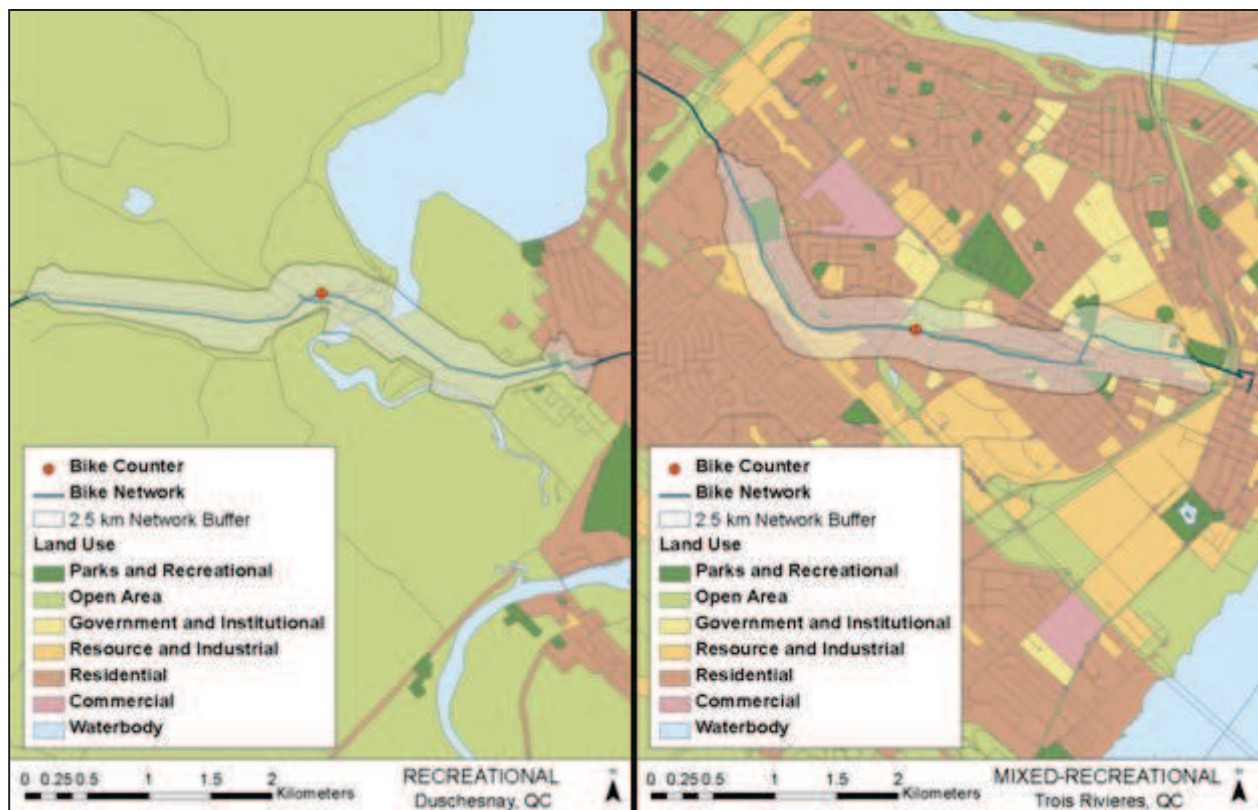 Bike Counter
Bike Network
2.5 km Network Buffer
Land Use
Parks and Recreational
Open Area
Government and Institutional
Resource and Industrial
Residential
Commercial
Waterbody
0 0.25 0.5 1 1.5 2
Kilometers
RECREATIONAL
Duschesnay, QC
Bike Counter
Bike Network
2.5 km Network Buffer
Land Use
Parks and Recreational
Open Area
Government and Institutional
Resource and Industrial
Residential
Commercial
Waterbody
0 0.25 0.5 1 1.5 2
Kilometers
MIXED-RECREATIONAL
Trois Rivieres, QC